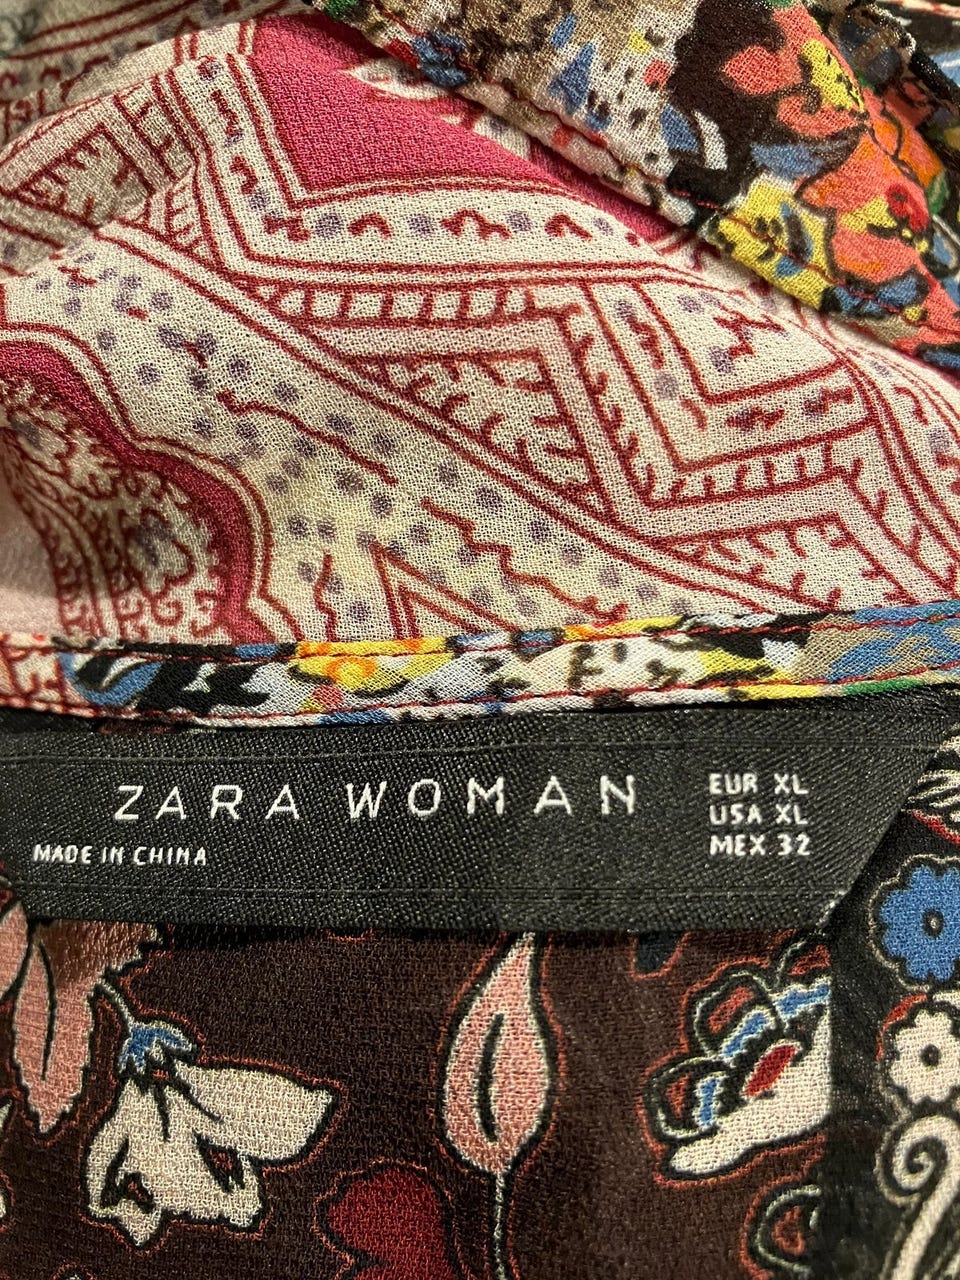 ZARA WOMAN
MADE IN CHINA
EUR XL
USA XL
MEX 32